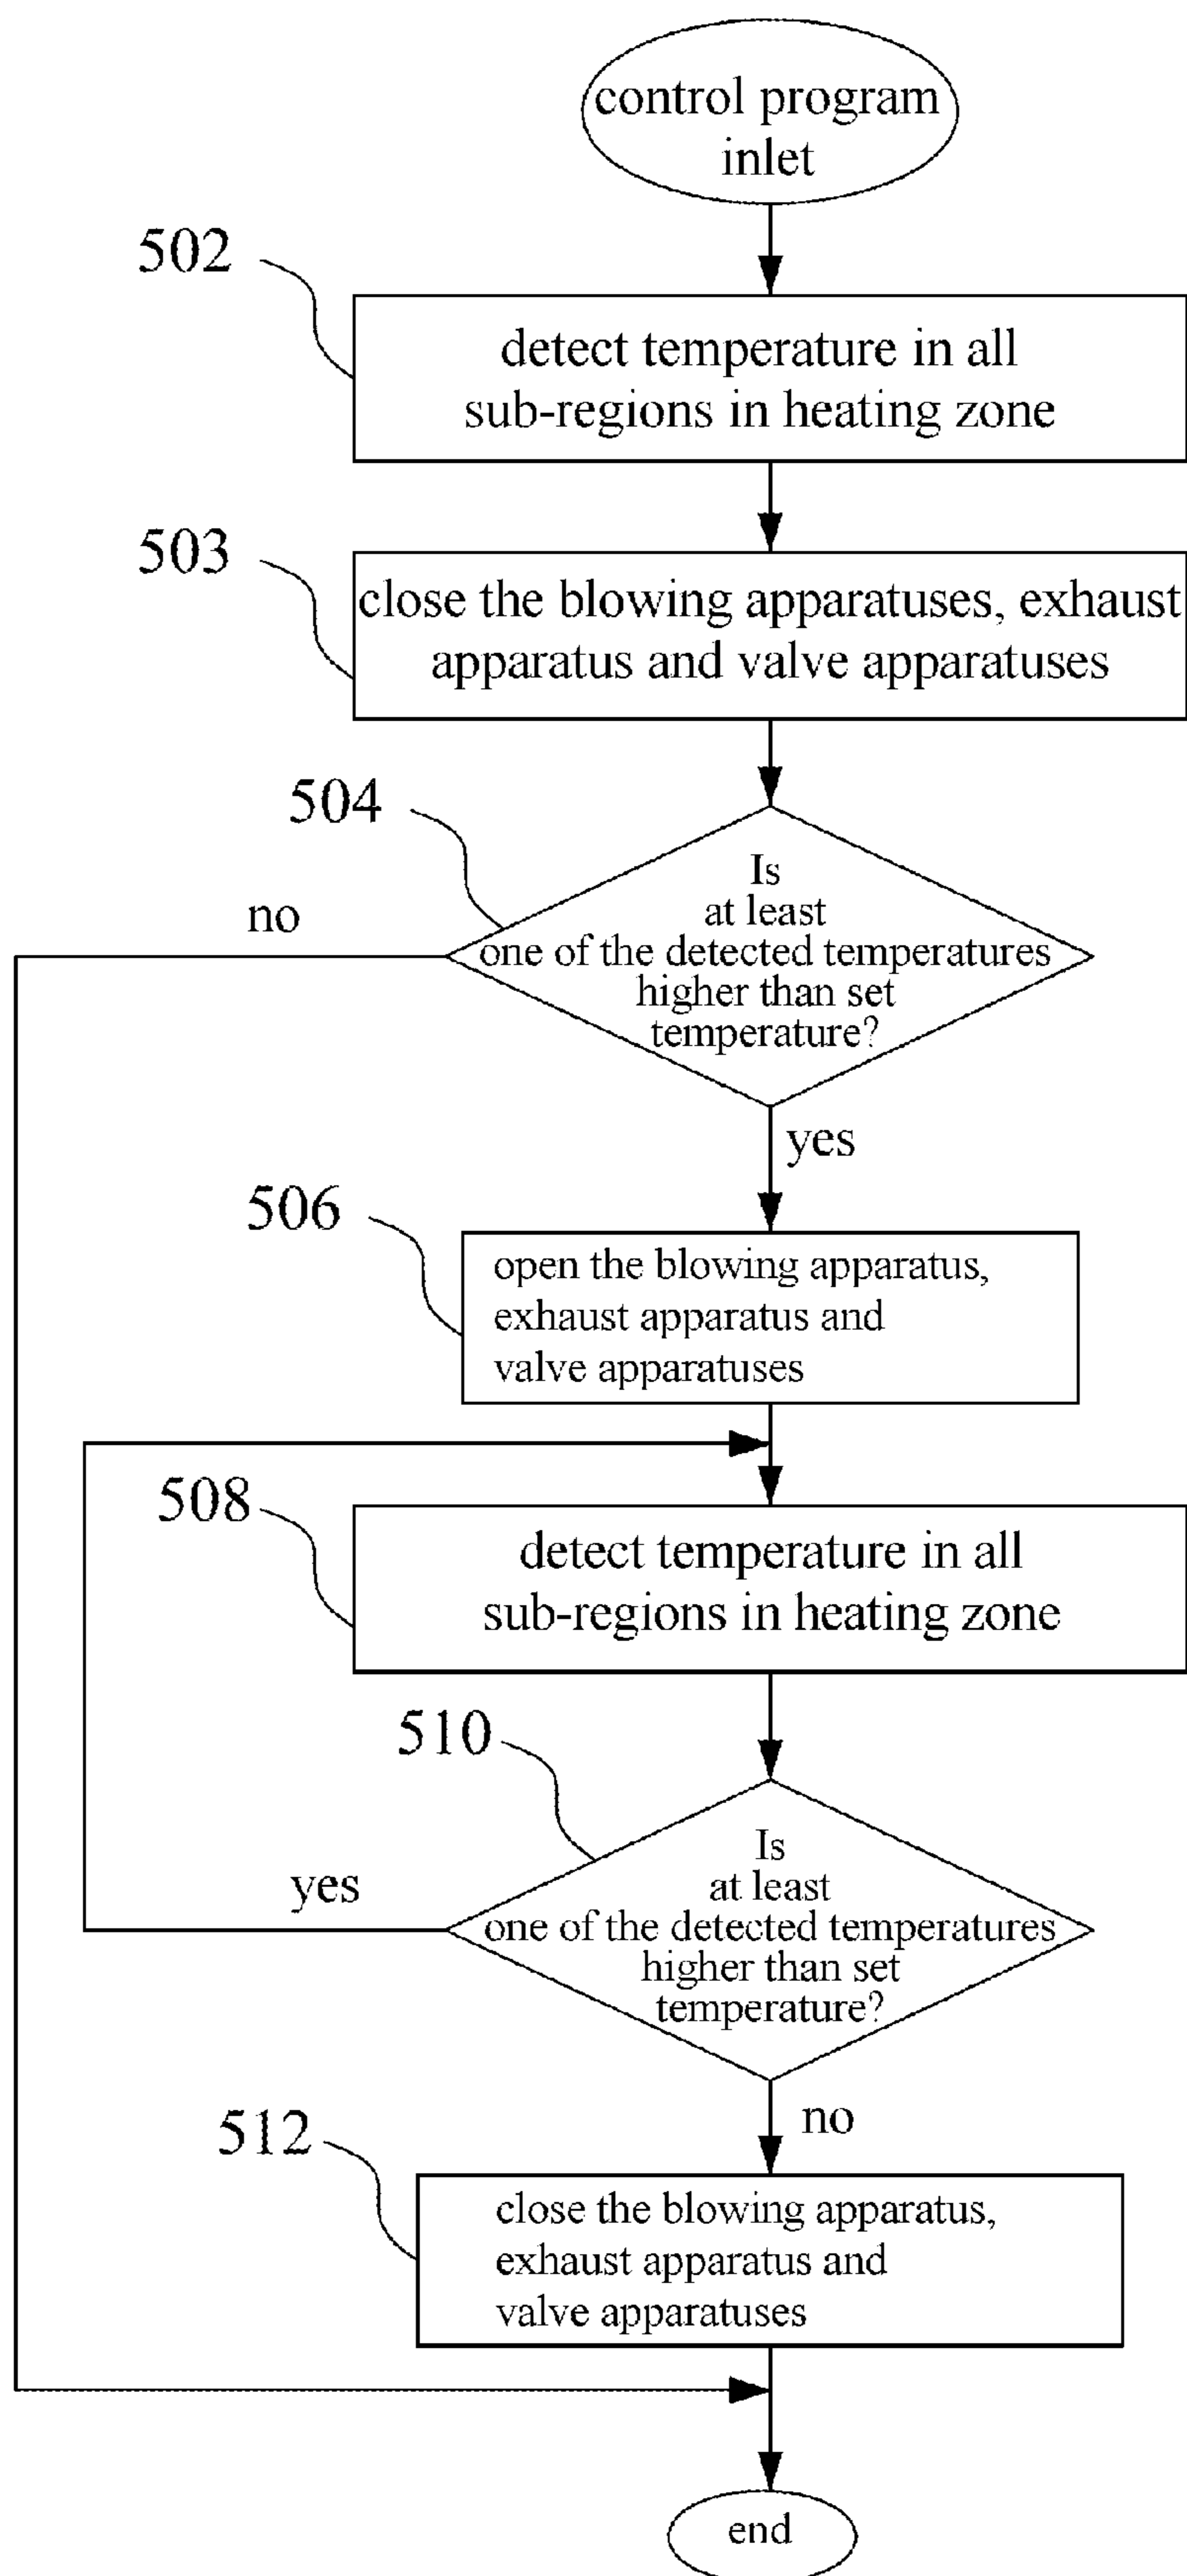 control program
inlet
502
detect temperature in all
sub-regions in heating zone
503
close the blowing apparatuses, exhaust
apparatus and valve apparatuses
504
Is
at least
one of the detected temperatures
higher than set
temperature?
no
yes
506
open the blowing apparatus,
exhaust apparatus and
valve apparatuses
508
detect temperature in all
sub-regions in heating zone
510
Is
at least
one of the detected temperatures
higher than set
temperature?
yes
no
512
close the blowing apparatus,
exhaust apparatus and
valve apparatuses
end